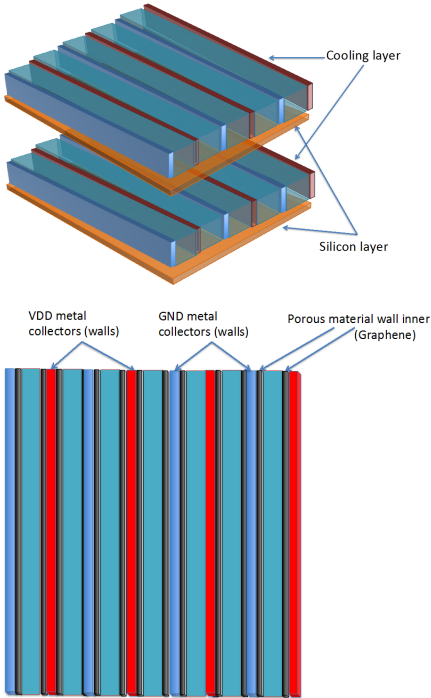 Cooling layer
Silicon layer
VDD metal
collectors (walls)
GND metal
collectors (walls)
Porous material wall inner
(Graphene)